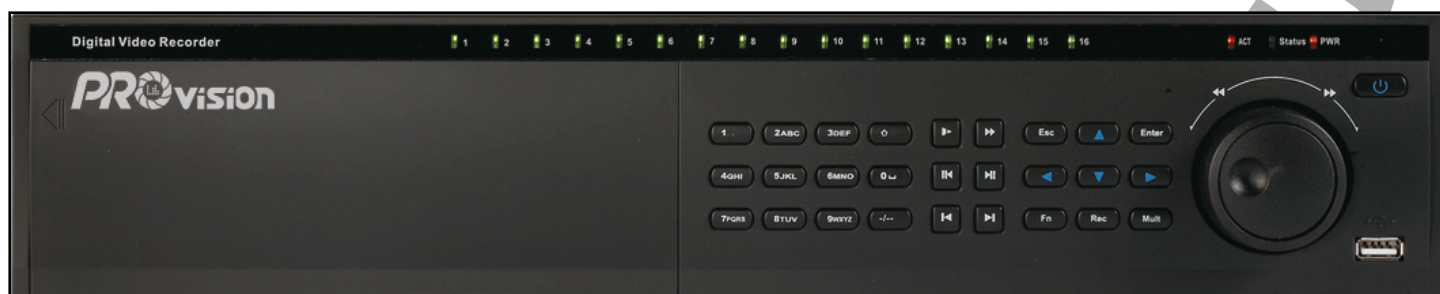 Digital Video Recorder 1 2 3 4 5 6 7 8 9 10 11 12 13 14 15 16 ACT Status PWR
PROvision
1 2ABC 3DEF Esc Enter
4GHI 5JKL 6MNO 0 
7PQRS 8TUV 9WXYZ -/-- Fn Rec Mult